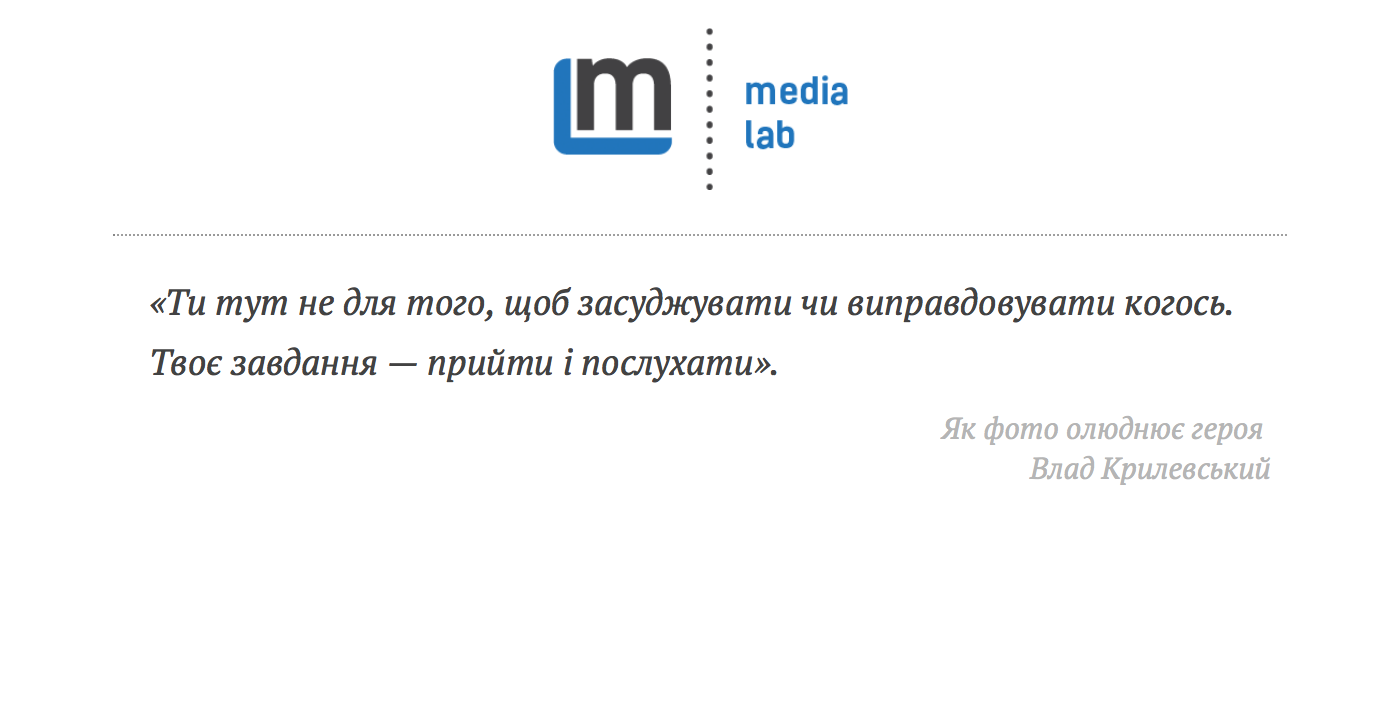 m
media
lab
«Ти тут не для того, щоб засуджувати чи виправдовувати когось.
Твоє завдання — прийти і послухати».
Як фото олюднює героя
Влад Крилевський